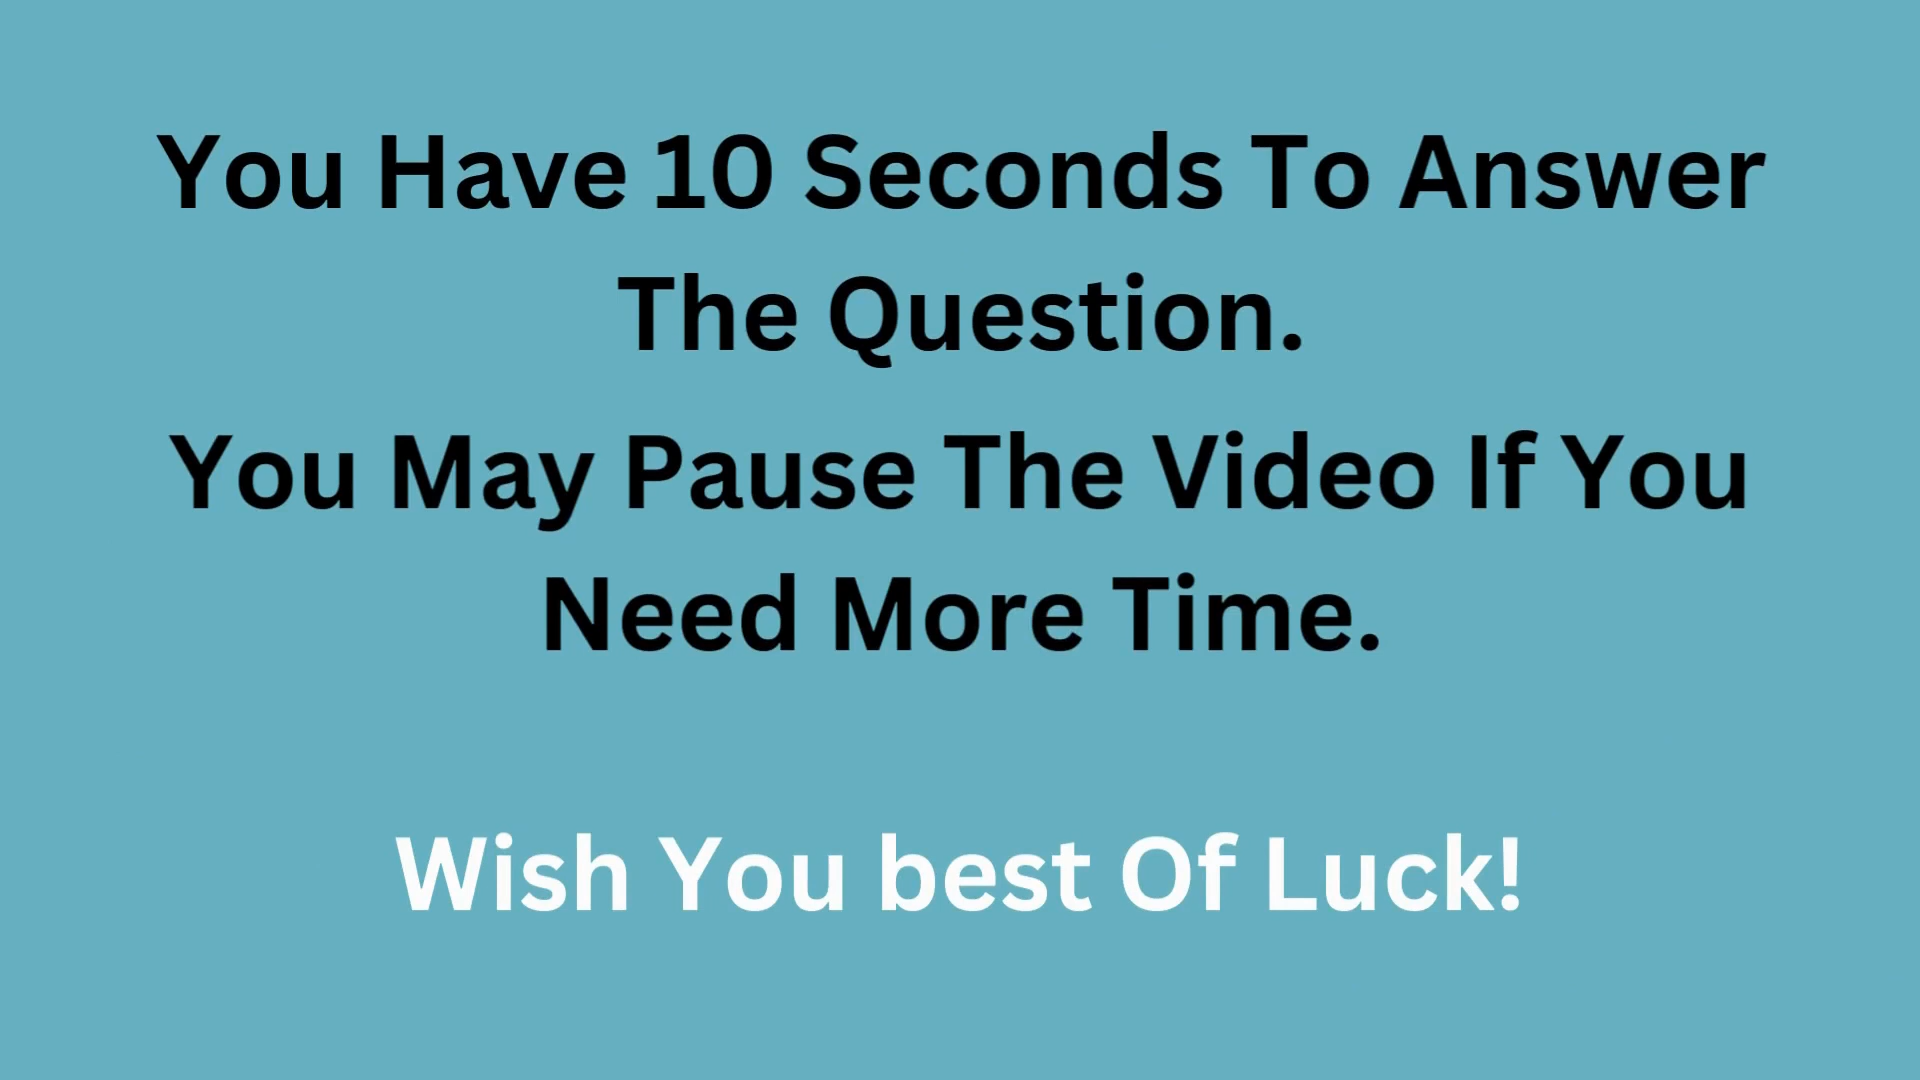 You Have 10 Seconds To Answer
The Question.
You May Pause The Video If You
Need More Time.
Wish You best Of Luck!